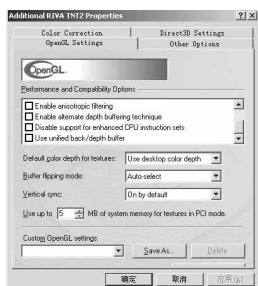 Additional RIVA TNT2 Properties
Color Correction
Direct3D Settings
OpenGL Settings
Other Options
OpenGL.
Performance and Compatibility Options
Enable anisotropic filtering
Enable alternate depth buffering technique
Disable support for enhanced CPU instruction sets
Use unified back/depth buffer
Default color depth for textures: Use desktop color depth
Buffer flipping mode: Auto-select
Vertical sync: On by default
Use up to 5 MB of system memory for textures in PCI mode.
Custom OpenGL settings:
Save As...
Delete
确定
取消
应用(A)